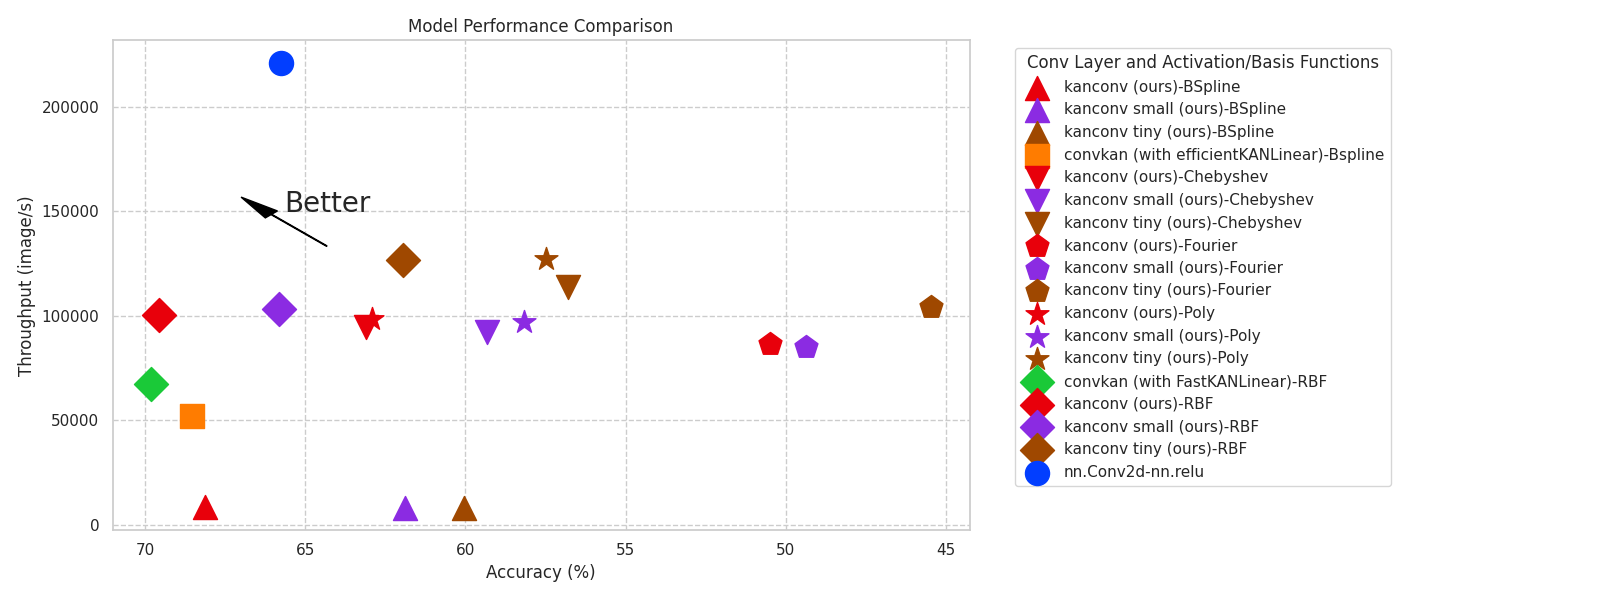 Model Performance Comparison
Throughput (image/s)
200000
150000
100000
50000
0
Better
70 65 60 55 50 45
Accuracy (%)
Conv Layer and Activation/Basis Functions
kanconv (ours)-BSpline
kanconv small (ours)-BSpline
kanconv tiny (ours)-BSpline
convkan (with efficientKANLinear)-Bspline
kanconv (ours)-Chebyshev
kanconv small (ours)-Chebyshev
kanconv tiny (ours)-Chebyshev
kanconv (ours)-Fourier
kanconv small (ours)-Fourier
kanconv tiny (ours)-Fourier
kanconv (ours)-Poly
kanconv small (ours)-Poly
kanconv tiny (ours)-Poly
convkan (with FastKANLinear)-RBF
kanconv (ours)-RBF
kanconv small (ours)-RBF
kanconv tiny (ours)-RBF
nn.Conv2d-nn.relu